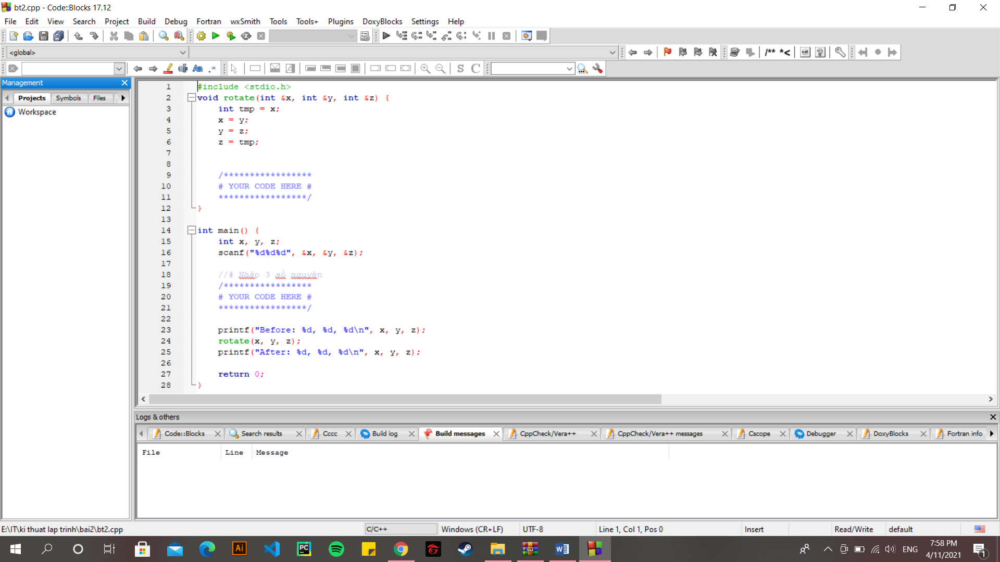 bt2.cpp - Code::Blocks 17.12
File Edit View Search Project Build Debug Fortran wxSmith Tools Tools+ Plugins DoxyBlocks Settings Help
<global>
/** *<
Aa .*
S C
Management
Projects Symbols Files
Workspace
1 #include <stdio.h>
2 void rotate(int &x, int &y, int &z) {
3 int tmp = x;
4 x = y;
5 y = z;
6 z = tmp;
7
8
9 /*****************
10 # YOUR CODE HERE #
11 *****************/
12 }
13
14 int main() {
15 int x, y, z;
16 scanf("%d%d%d", &x, &y, &z);
17
18 //# Nhập 3 số nguyên
19 /*****************
20 # YOUR CODE HERE #
21 *****************/
22
23 printf("Before: %d, %d, %d\n", x, y, z);
24 rotate(x, y, z);
25 printf("After: %d, %d, %d\n", x, y, z);
26
27 return 0;
28 }
Logs & others
Code::Blocks Search results Cccc Build log Build messages CppCheck/Vera++ CppCheck/Vera++ messages Cscope Debugger DoxyBlocks Fortran info
File Line Message
E:\IT\ki thuat lap trinh\bai2\bt2.cpp C/C++ Windows (CR+LF) UTF-8 Line 1, Col 1, Pos 0 Insert Read/Write default
Ai PC W ENG 7:58 PM
4/11/2021
1